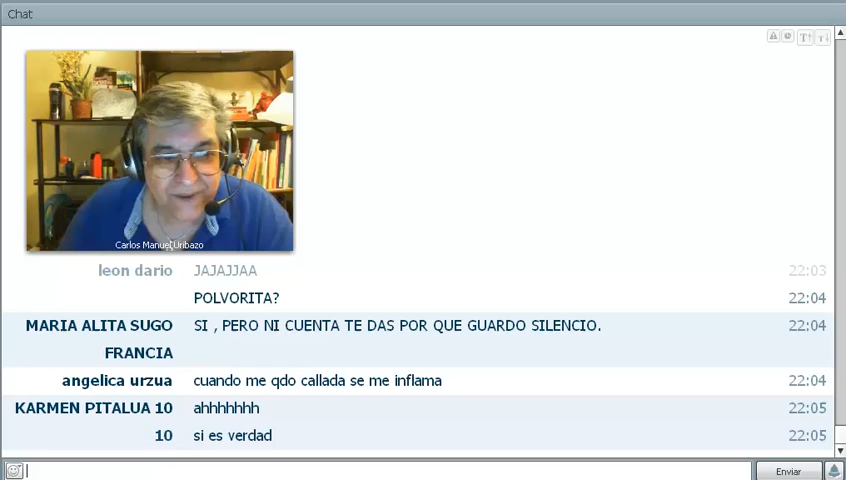 Chat
Carlos Manuel Uribazo
leon dario JAJAJJAA 22:03
POLVORITA? 22:04
MARIA ALITA SUGO SI , PERO NI CUENTA TE DAS POR QUE GUARDO SILENCIO. 22:04
FRANCIA
angelica urzua cuando me qdo callada se me inflama 22:04
KARMEN PITALUA 10 ahhhhhhh 22:05
10 si es verdad 22:05
Enviar